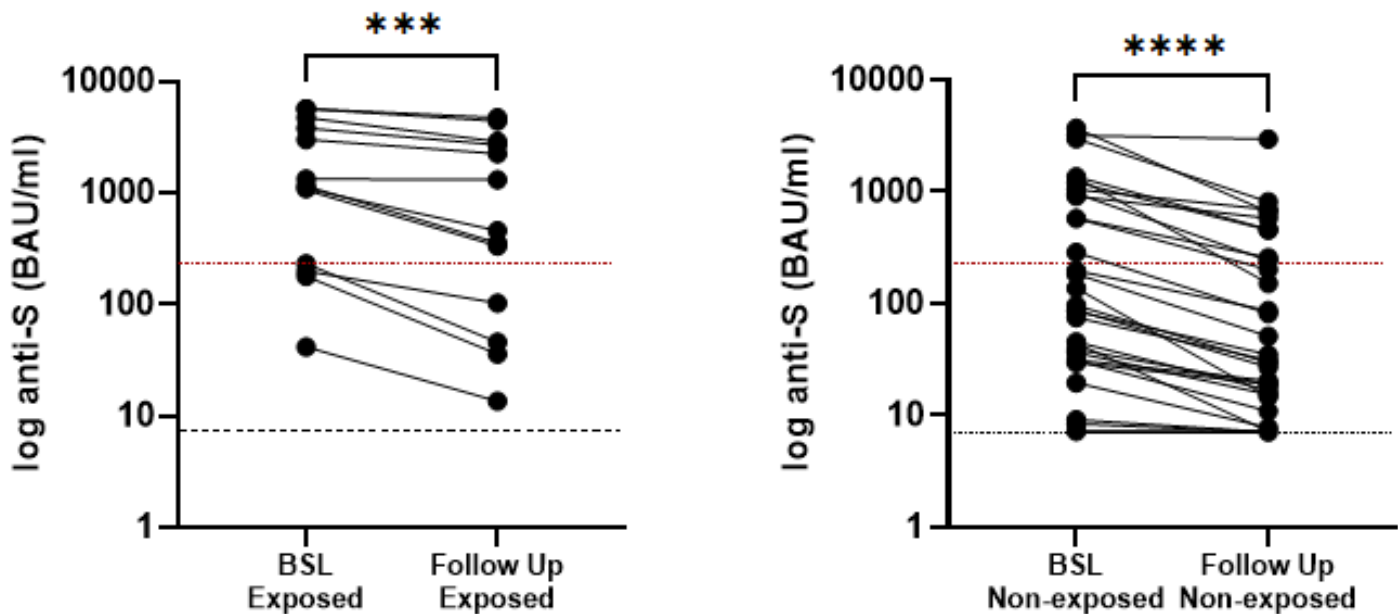 ***
log anti-S (BAU/ml)
10000
1000
100
10
1
BSL
Exposed
Follow Up
Exposed
****
log anti-S (BAU/ml)
10000
1000
100
10
1
BSL
Non-exposed
Follow Up
Non-exposed